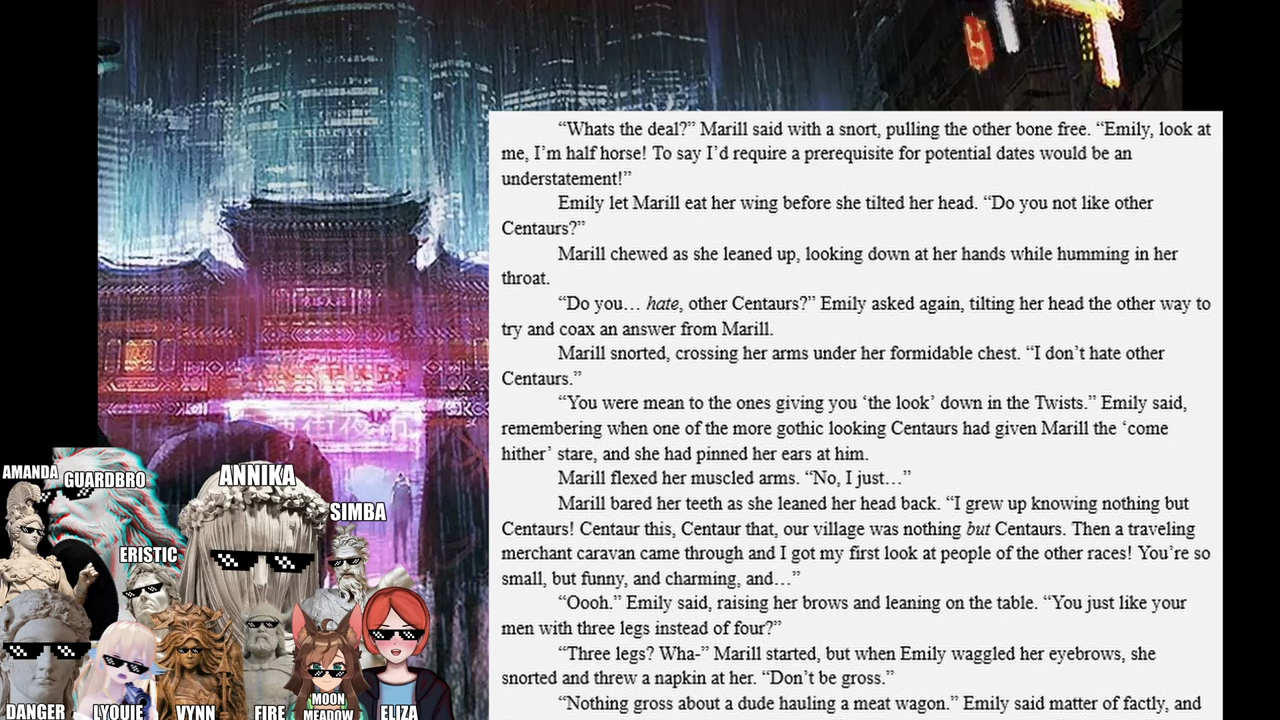 “Whats the deal?” Marill said with a snort, pulling the other bone free. “Emily, look at
me, I’m half horse! To say I’d require a prerequisite for potential dates would be an
understatement!”
Emily let Marill eat her wing before she tilted her head. “Do you not like other
Centaurs?”
Marill chewed as she leaned up, looking down at her hands while humming in her
throat.
“Do you… hate, other Centaurs?” Emily asked again, tilting her head the other way to
try and coax an answer from Marill.
Marill snorted, crossing her arms under her formidable chest. “I don’t hate other
Centaurs.”
“You were mean to the ones giving you ‘the look’ down in the Twists.” Emily said,
remembering when one of the more gothic looking Centaurs had given Marill the ‘come
hither’ stare, and she had pinned her ears at him.
Marill flexed her muscled arms. “No, I just…”
Marill bared her teeth as she leaned her head back. “I grew up knowing nothing but
Centaurs! Centaur this, Centaur that, our village was nothing but Centaurs. Then a traveling
merchant caravan came through and I got my first look at people of the other races! You’re so
small, but funny, and charming, and…”
“Oooh.” Emily said, raising her brows and leaning on the table. “You just like your
men with three legs instead of four?”
“Three legs? Wha-” Marill started, but when Emily waggled her eyebrows, she
snorted and threw a napkin at her. “Don’t be gross.”
“Nothing gross about a dude hauling a meat wagon.” Emily said matter of factly, and
AMANDA
GUARDBRO
ANNIKA
SIMBA
ERISTIC
DANGER
LYQUIE
VYNN
FIRE
MOON
MEADOW
ELIZA